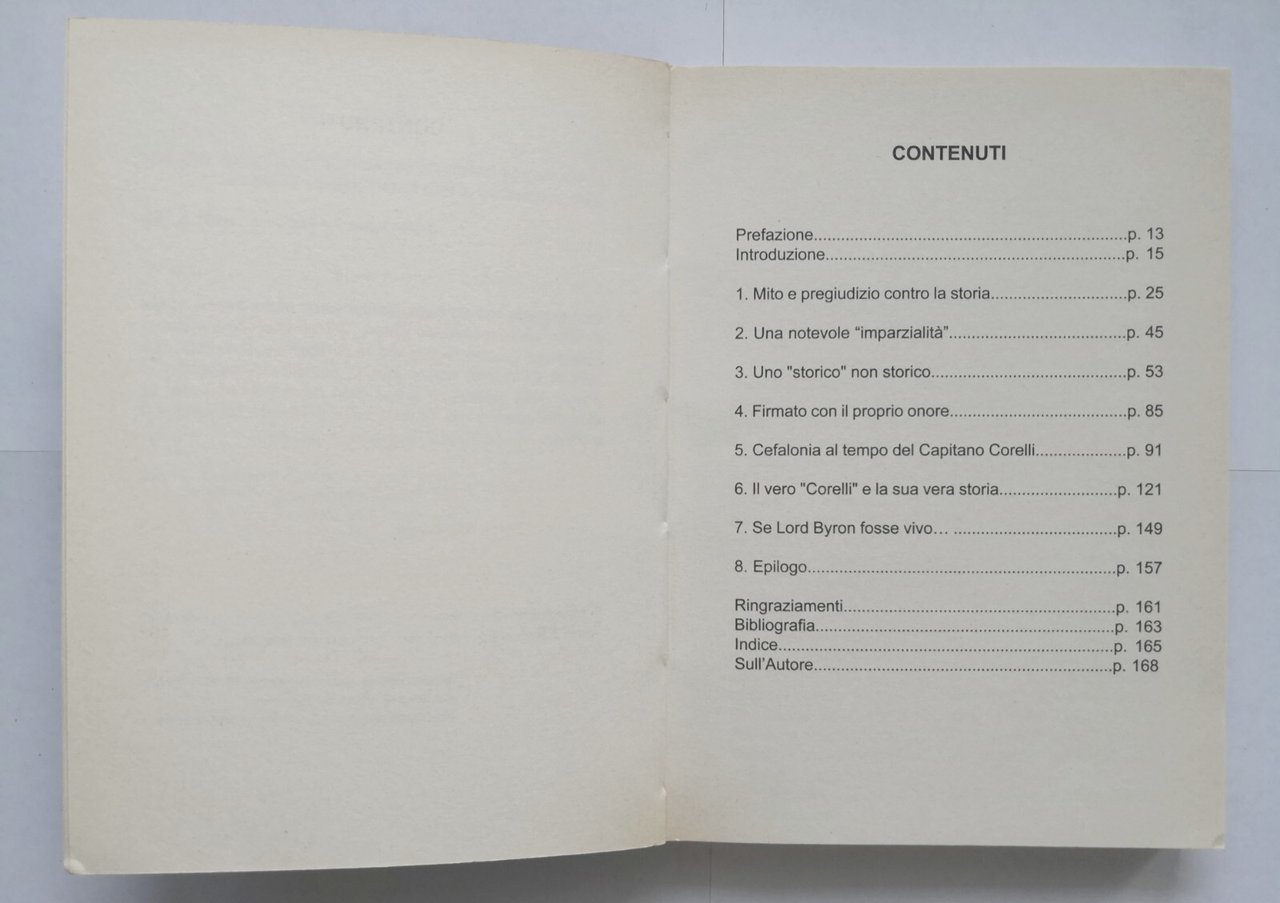 CONTENUTI
Prefazione......................................................................p. 13
Introduzione...................................................................p. 15
1. Mito e pregiudizio contro la storia..............................p. 25
2. Una notevole “imparzialità”.......................................p. 45
3. Uno "storico" non storico...........................................p. 53
4. Firmato con il proprio onore.......................................p. 85
5. Cefalonia al tempo del Capitano Corelli....................p. 91
6. Il vero "Corelli" e la sua vera storia..........................p. 121
7. Se Lord Byron fosse vivo… ....................................p. 149
8. Epilogo....................................................................p. 157
Ringraziamenti............................................................p. 161
Bibliografia..................................................................p. 163
Indice..........................................................................p. 165
Sull’Autore..................................................................p. 168